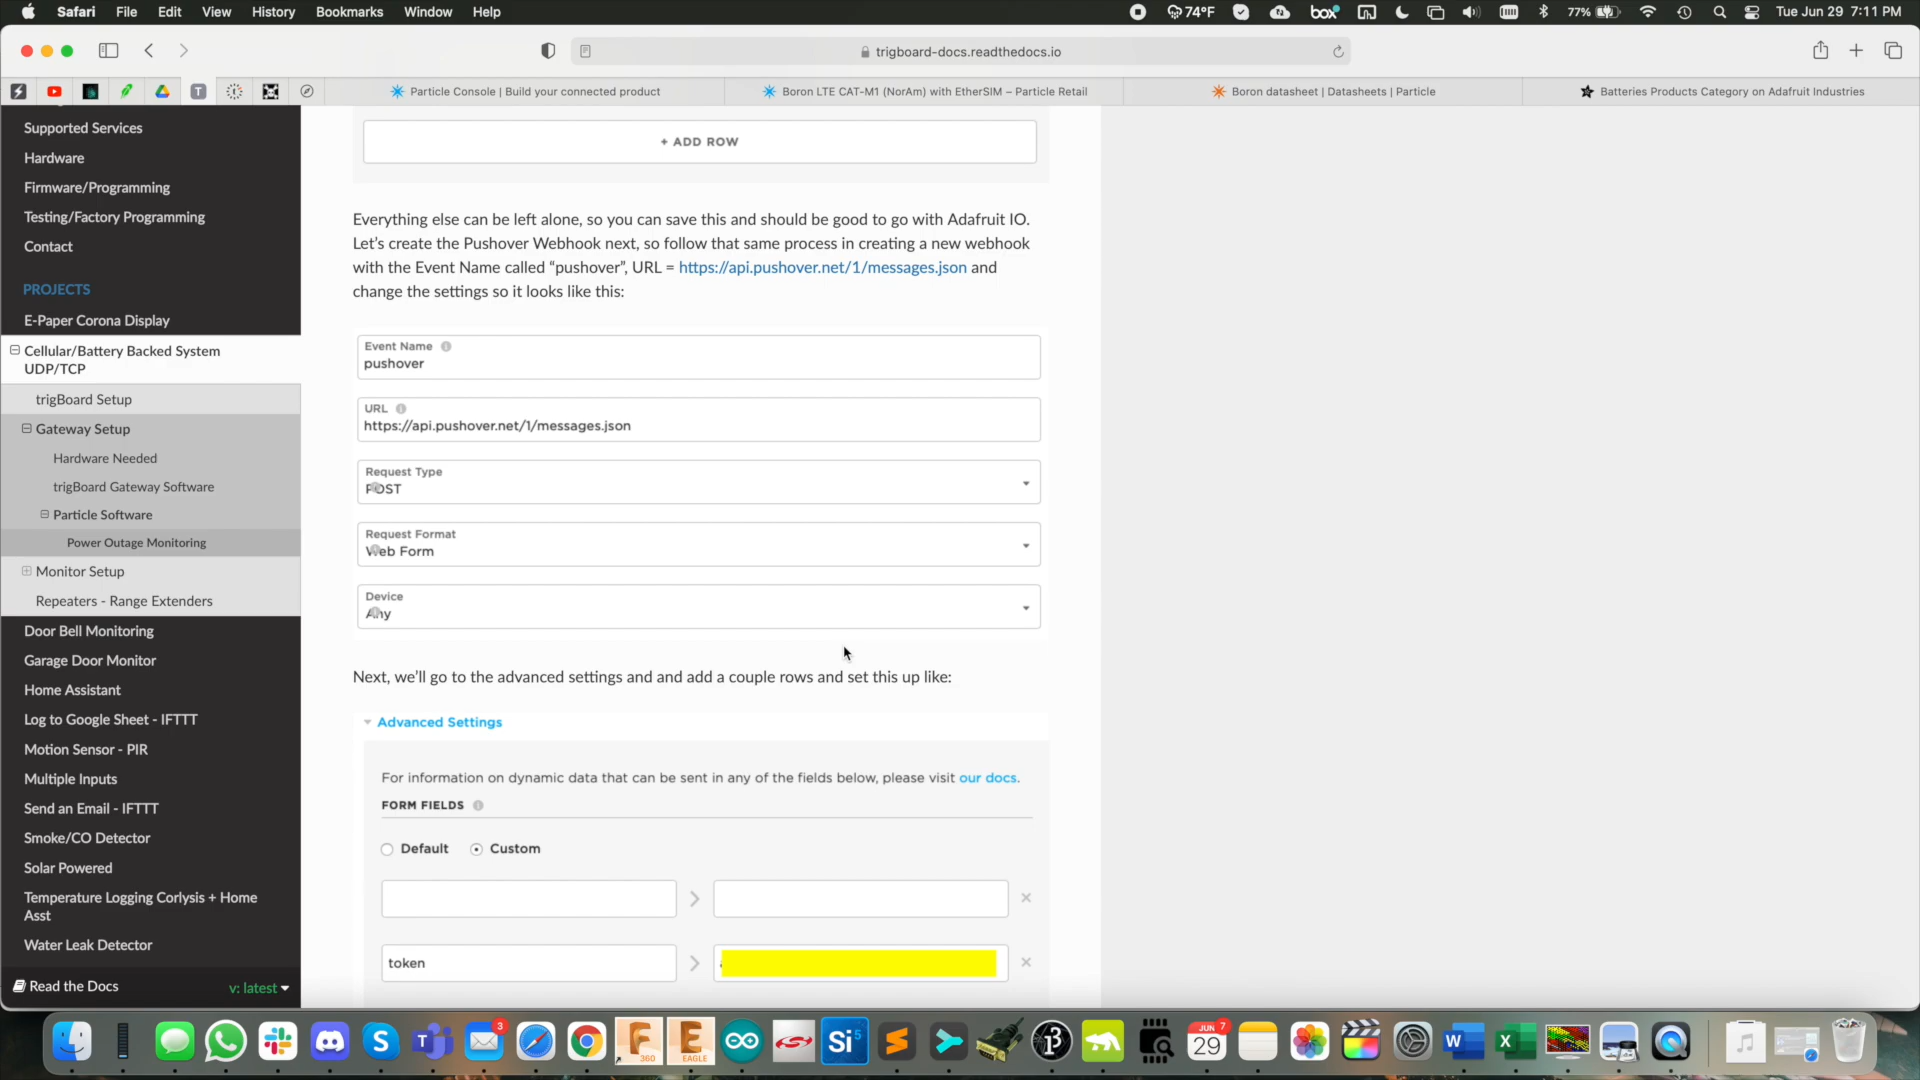 Safari File Edit View History Bookmarks Window Help
74°F box 77% Tue Jun 29 7:11 PM
trigboard-docs.readthedocs.io
T
Particle Console | Build your connected product
Boron LTE CAT-M1 (NorAm) with EtherSIM – Particle Retail
Boron datasheet | Datasheets | Particle
Batteries Products Category on Adafruit Industries
Supported Services
Hardware
Firmware/Programming
Testing/Factory Programming
Contact
PROJECTS
E-Paper Corona Display
Cellular/Battery Backed System
UDP/TCP
trigBoard Setup
Gateway Setup
Hardware Needed
trigBoard Gateway Software
Particle Software
Power Outage Monitoring
Monitor Setup
Repeaters - Range Extenders
Door Bell Monitoring
Garage Door Monitor
Home Assistant
Log to Google Sheet - IFTTT
Motion Sensor - PIR
Multiple Inputs
Send an Email - IFTTT
Smoke/CO Detector
Solar Powered
Temperature Logging Corlysis + Home
Asst
Water Leak Detector
Read the Docs v: latest
+ ADD ROW
Everything else can be left alone, so you can save this and should be good to go with Adafruit IO.
Let's create the Pushover Webhook next, so follow that same process in creating a new webhook
with the Event Name called “pushover”, URL = https://api.pushover.net/1/messages.json and
change the settings so it looks like this:
Event Name
pushover
URL
https://api.pushover.net/1/messages.json
Request Type
POST
Request Format
Web Form
Device
Any
Next, we'll go to the advanced settings and and add a couple rows and set this up like:
Advanced Settings
For information on dynamic data that can be sent in any of the fields below, please visit our docs.
FORM FIELDS
Default Custom
token
3 F 360 E EAGLE Si5 13 JUN 7 29 W X